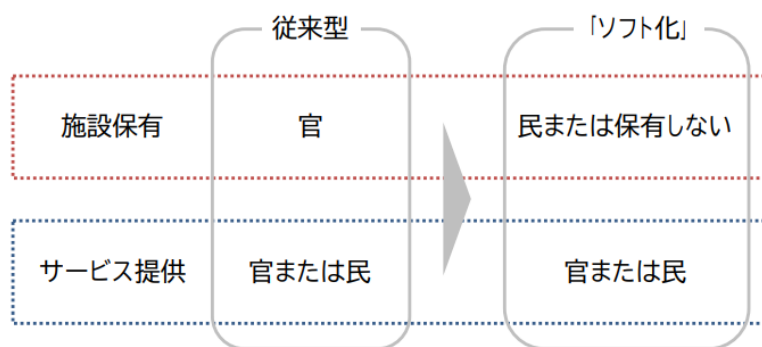 従来型 「ソフト化」
施設保有 官 民または保有しない
サービス提供 官または民 官または民